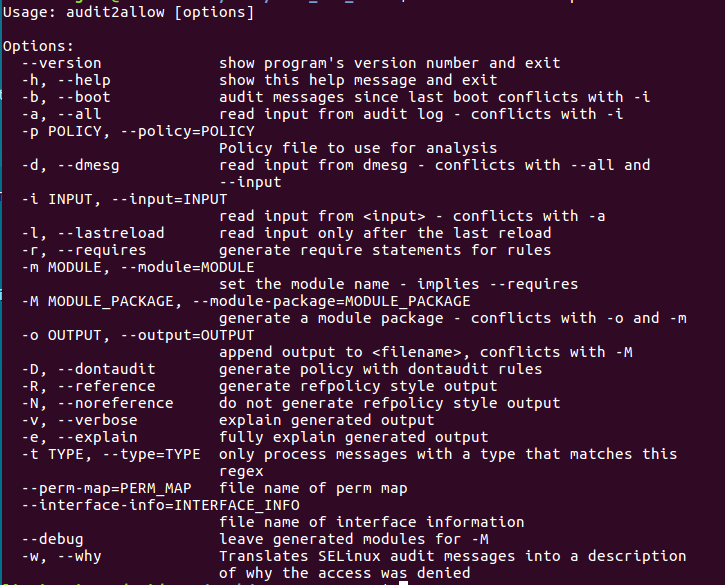 Usage: audit2allow [options]
Options:
--version show program's version number and exit
-h, --help show this help message and exit
-b, --boot audit messages since last boot conflicts with -i
-a, --all read input from audit log - conflicts with -i
-p POLICY, --policy=POLICY
Policy file to use for analysis
-d, --dmesg read input from dmesg - conflicts with --all and
--input
-i INPUT, --input=INPUT
read input from <input> - conflicts with -a
-l, --lastreload read input only after the last reload
-r, --requires generate require statements for rules
-m MODULE, --module=MODULE
set the module name - implies --requires
-M MODULE_PACKAGE, --module-package=MODULE_PACKAGE
generate a module package - conflicts with -o and -m
-o OUTPUT, --output=OUTPUT
append output to <filename>, conflicts with -M
-D, --dontaudit generate policy with dontaudit rules
-R, --reference generate refpolicy style output
-N, --noreference do not generate refpolicy style output
-v, --verbose explain generated output
-e, --explain fully explain generated output
-t TYPE, --type=TYPE only process messages with a type that matches this
regex
--perm-map=PERM_MAP file name of perm map
--interface-info=INTERFACE_INFO
file name of interface information
--debug leave generated modules for -M
-w, --why Translates SELinux audit messages into a description
of why the access was denied